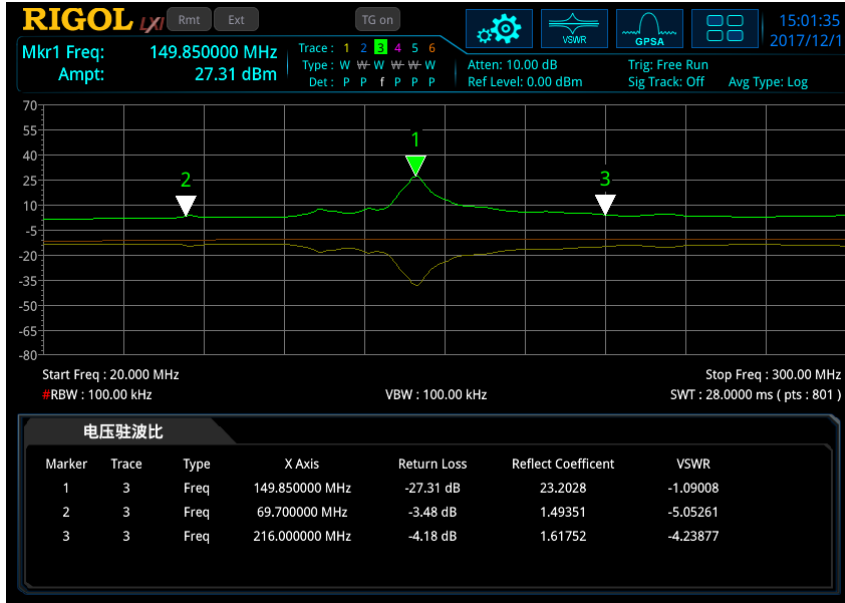 RIGOL LXI Rmt Ext TG on VSWR GPSA 15:01:35
2017/12/1
Mkr1 Freq: 149.850000 MHz
Ampt: 27.31 dBm
Trace : 1 2 3 4 5 6
Type : W W W W W W
Det : P P f P P P
Atten: 10.00 dB Trig: Free Run
Ref Level: 0.00 dBm Sig Track: Off Avg Type: Log
70
55
40
25
10
-5
-20
-35
-50
-65
-80
1
2
3
Start Freq : 20.000 MHz Stop Freq : 300.00 MHz
#RBW : 100.00 kHz VBW : 100.00 kHz SWT : 28.0000 ms ( pts : 801 )
电压驻波比
Marker Trace Type X Axis Return Loss Reflect Coefficent VSWR
1 3 Freq 149.850000 MHz -27.31 dB 23.2028 -1.09008
2 3 Freq 69.700000 MHz -3.48 dB 1.49351 -5.05261
3 3 Freq 216.000000 MHz -4.18 dB 1.61752 -4.23877